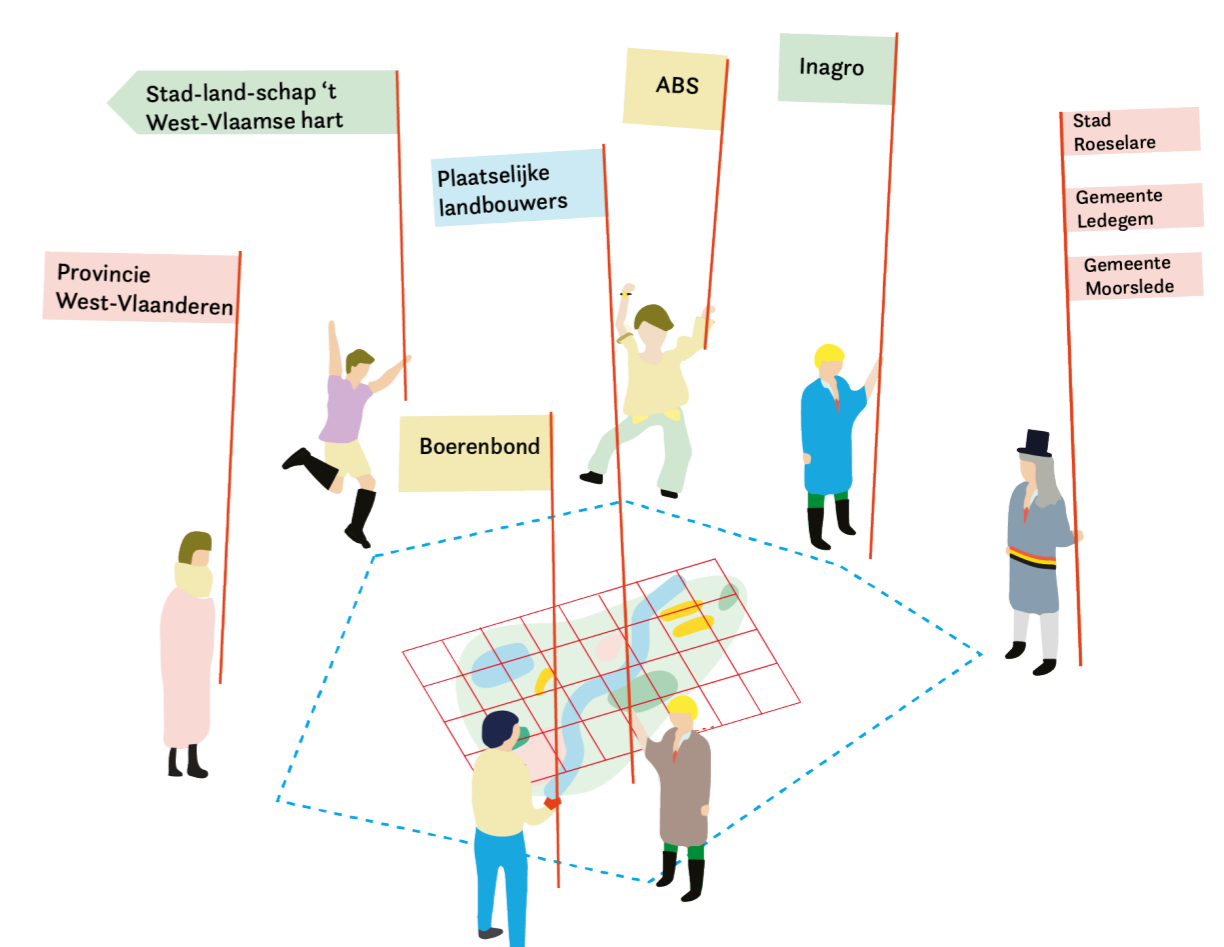 Stad-land-schap ‘t
West-Vlaamse hart
ABS
Inagro
Stad
Roeselare
Plaatselijke
landbouwers
Gemeente
Ledegem
Provincie
West-Vlaanderen
Gemeente
Moorslede
Boerenbond